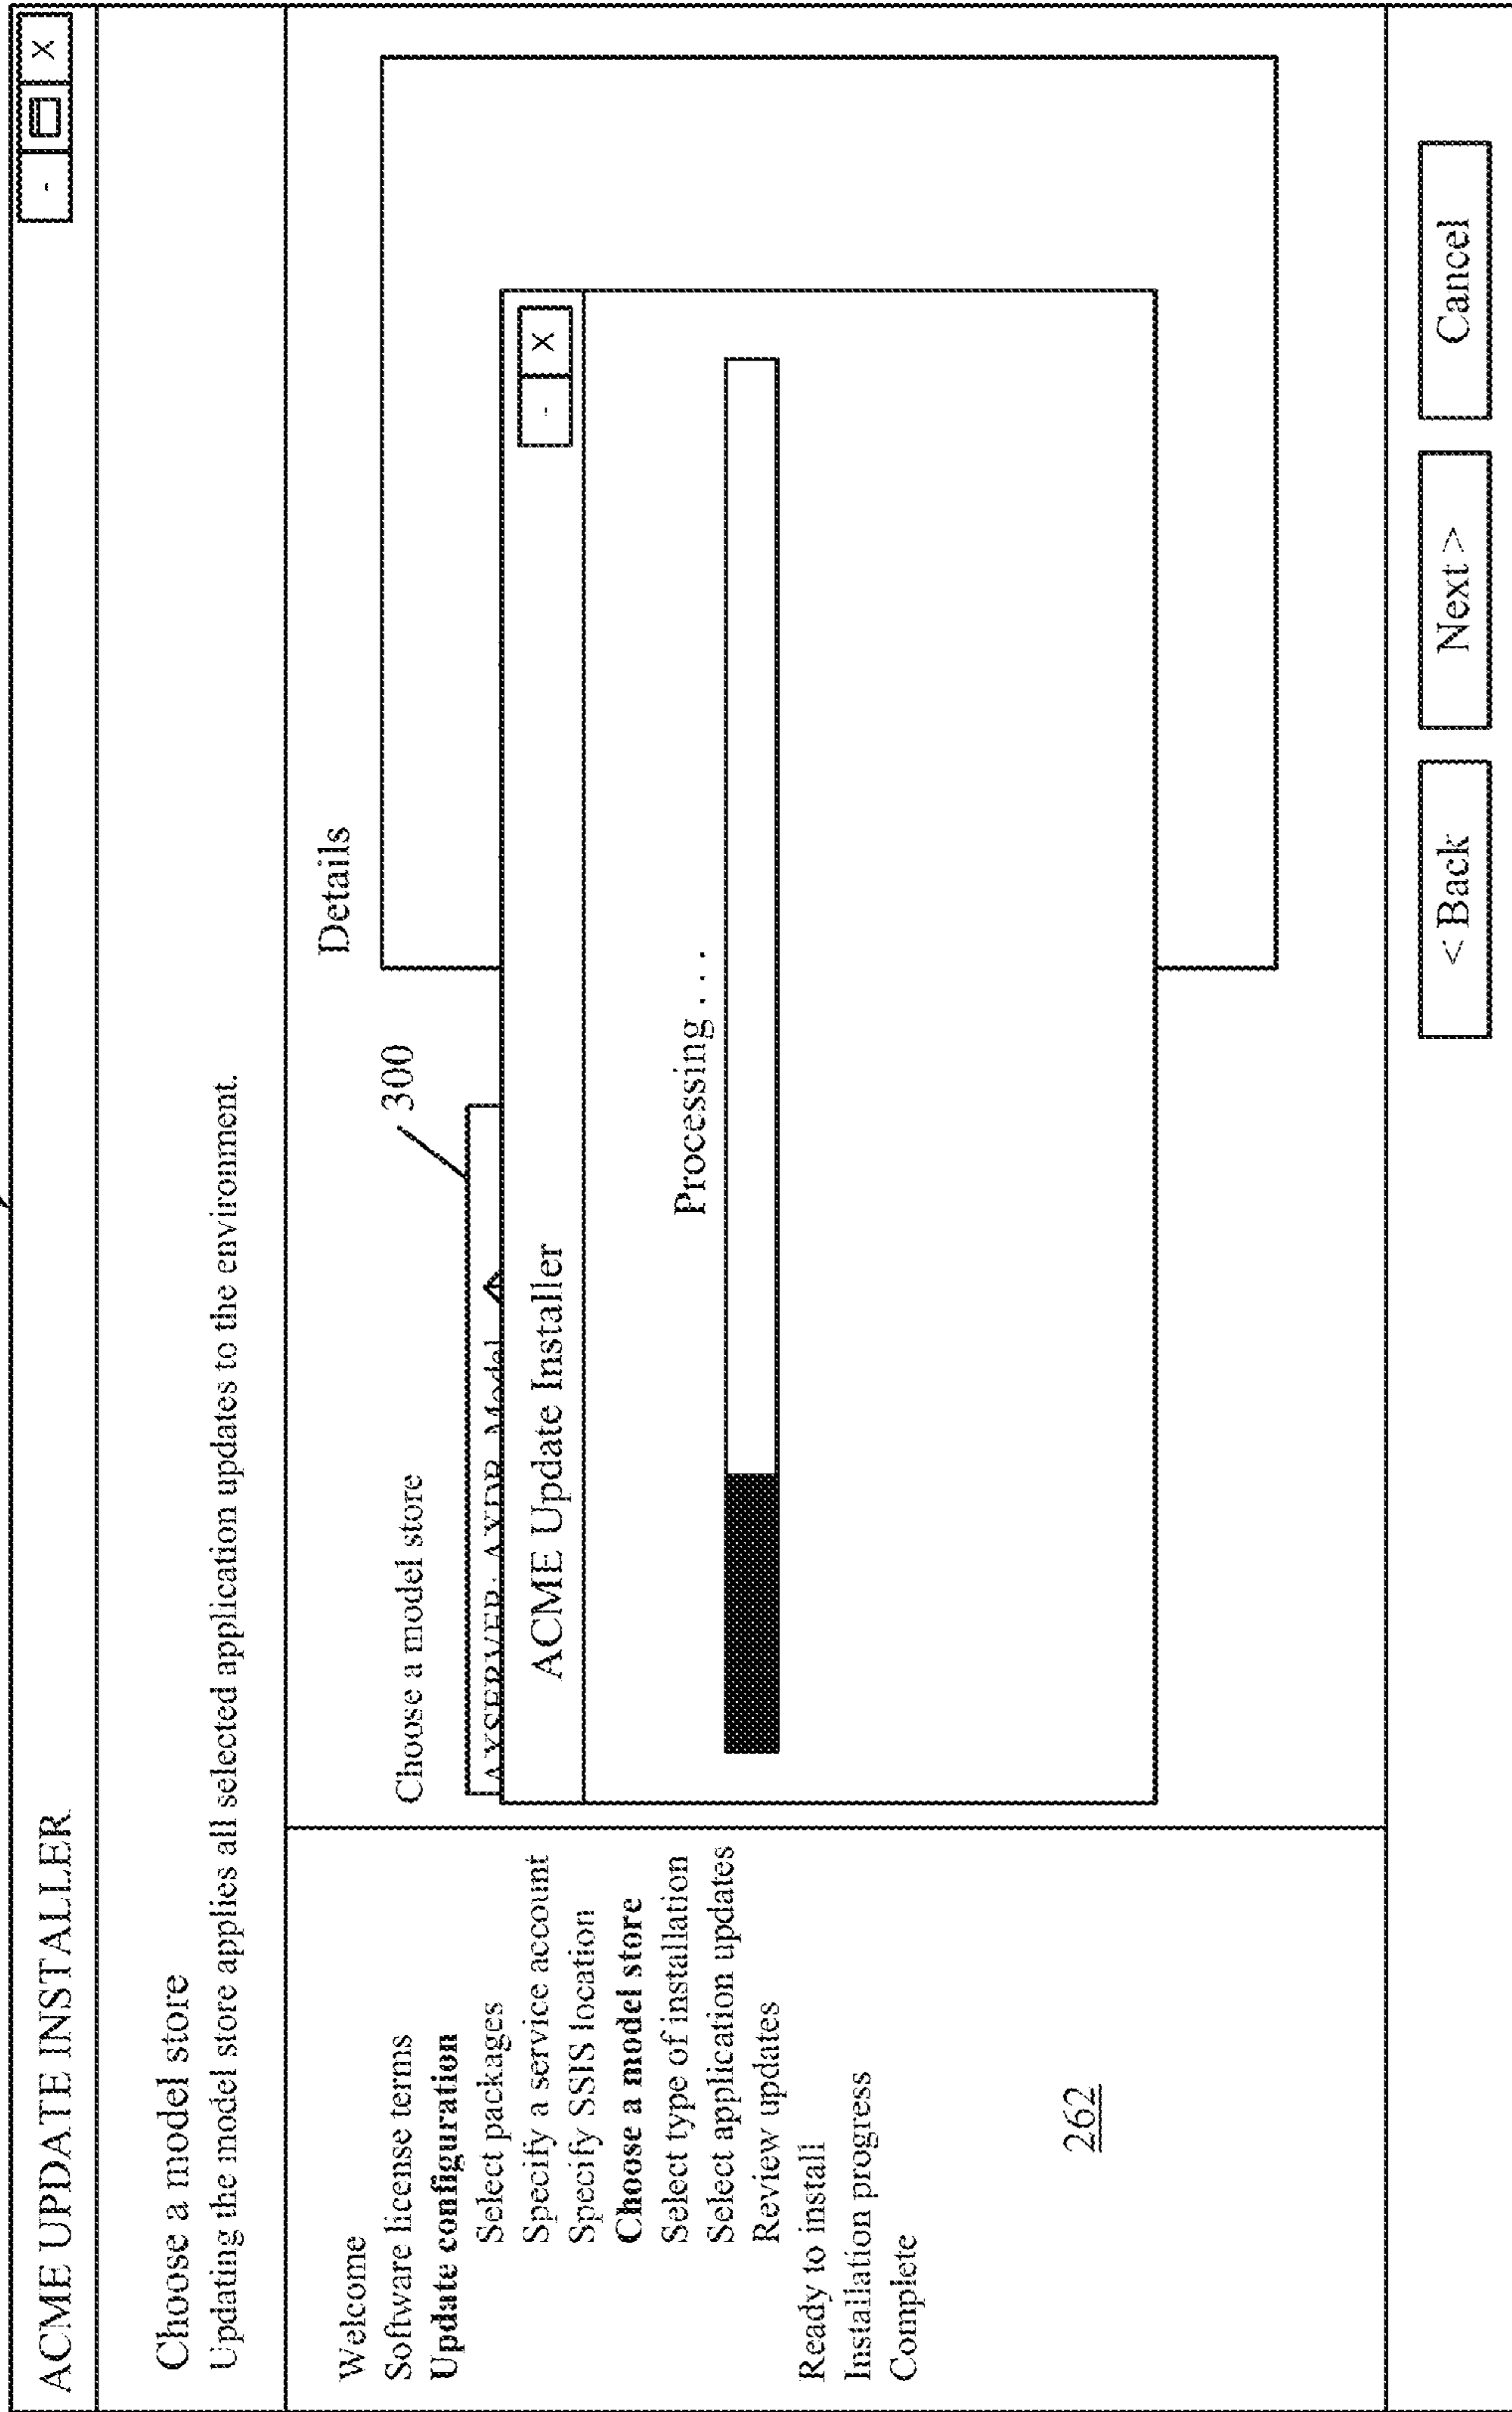 ACME UPDATE INSTALLER
- X
Choose a model store
Updating the model store applies all selected application updates to the environment.
Welcome
Software license terms
Update configuration
Select packages
Specify a service account
Specify SSIS location
Choose a model store
Select type of installation
Select application updates
Review updates
Ready to install
Installation progress
Complete
262
Choose a model store
300
Model
Details
ACME Update Installer
- X
Processing . . .
< Back
Next >
Cancel